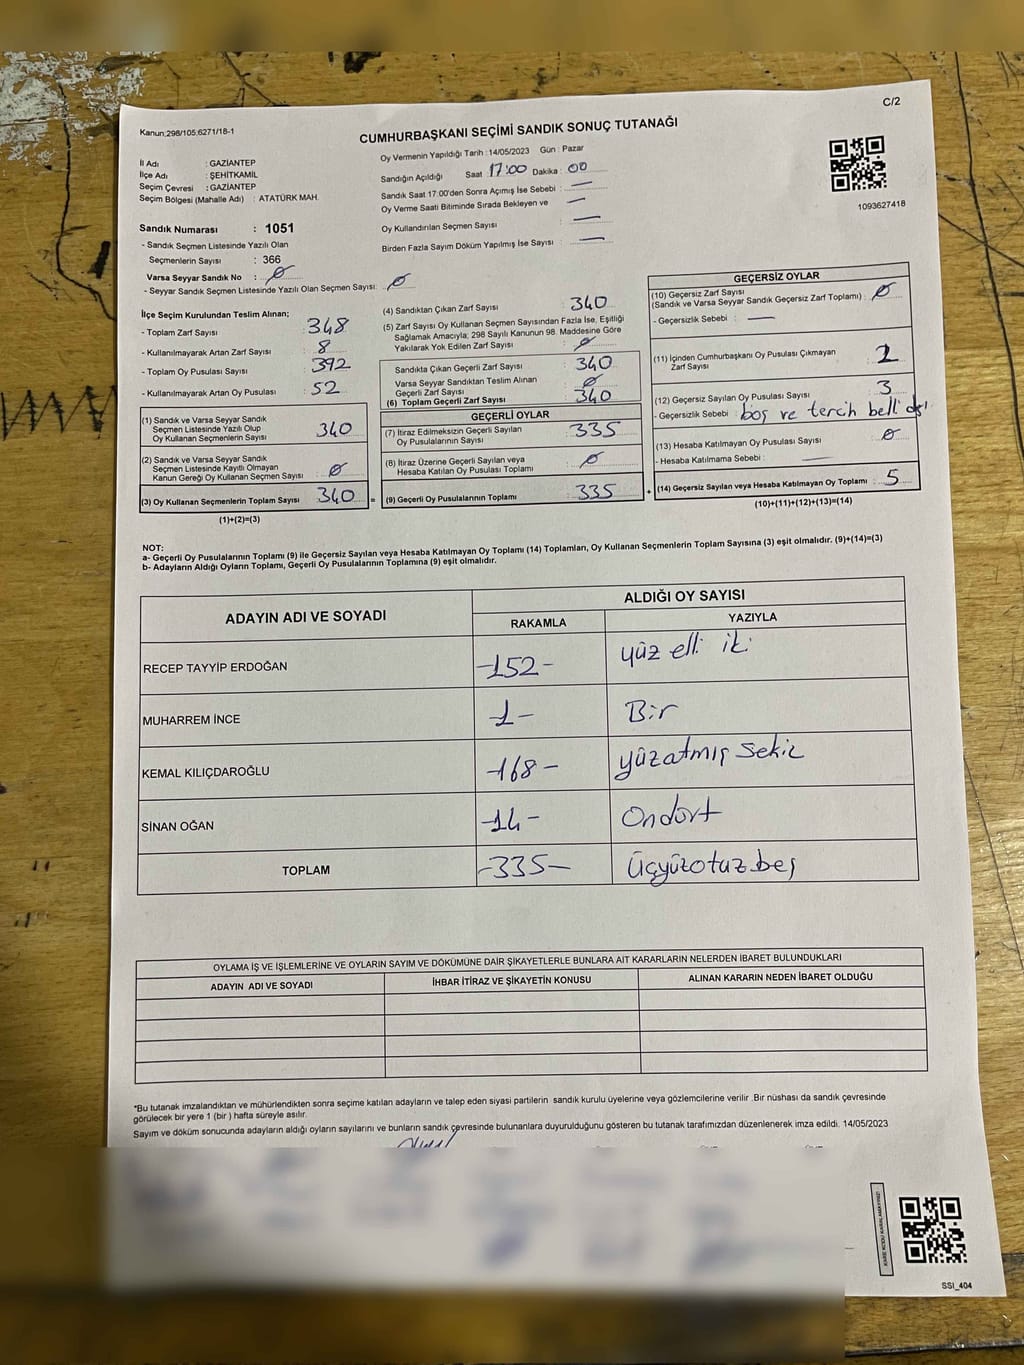 C/2
Kanun:298/105;6271/18-1
CUMHURBAŞKANI SEÇİMİ SANDIK SONUÇ TUTANAĞI
İl Adı : GAZİANTEP
İlçe Adı : ŞEHİTKAMİL
Seçim Çevresi : GAZİANTEP
Seçim Bölgesi (Mahalle Adı) : ATATÜRK MAH.
Oy Vermenin Yapıldığı Tarih : 14/05/2023 Gün : Pazar
Sandığın Açıldığı Saat : 17:00 Dakika : 00
Sandık Saat 17:00'den Sonra Açımış İse Sebebi : —
Oy Verme Saati Bitiminde Sırada Bekleyen ve : —
Oy Kullandırılan Seçmen Sayısı —
Birden Fazla Sayım Döküm Yapılmış İse Sayısı : —
1093627418
Sandık Numarası : 1051
- Sandık Seçmen Listesinde Yazılı Olan
Seçmenlerin Sayısı : 366
Varsa Seyyar Sandık No : Ø
- Seyyar Sandık Seçmen Listesinde Yazılı Olan Seçmen Sayısı: Ø
İlçe Seçim Kurulundan Teslim Alınan;
- Toplam Zarf Sayısı : 348
- Kullanılmayarak Artan Zarf Sayısı : 8
- Toplam Oy Pusulası Sayısı : 392
- Kullanılmayarak Artan Oy Pusulası : 52
(1) Sandık ve Varsa Seyyar Sandık
Seçmen Listesinde Yazılı Olup
Oy Kullanan Seçmenlerin Sayısı : 340
(2) Sandık ve Varsa Seyyar Sandık
Seçmen Listesinde Kayıtlı Olmayan
Kanun Gereği Oy Kullanan Seçmen Sayısı : Ø
(3) Oy Kullanan Seçmenlerin Toplam Sayısı : 340 =
(1)+(2)=(3)
(4) Sandıktan Çıkan Zarf Sayısı : 340
(5) Zarf Sayısı Oy Kullanan Seçmen Sayısından Fazla İse, Eşitliği
Sağlamak Amacıyla; 298 Sayılı Kanunun 98. Maddesine Göre
Yakılarak Yok Edilen Zarf Sayısı : Ø
Sandıkta Çıkan Geçerli Zarf Sayısı : 340
Varsa Seyyar Sandıktan Teslim Alınan
Geçerli Zarf Sayısı : Ø
(6) Toplam Geçerli Zarf Sayısı : 340
GEÇERLİ OYLAR
(7) İtiraz Edilmeksizin Geçerli Sayılan
Oy Pusulalarının Sayısı : 335
(8) İtiraz Üzerine Geçerli Sayılan veya
Hesaba Katılan Oy Pusulası Toplamı : Ø
(9) Geçerli Oy Pusulalarının Toplamı : 335 +
GEÇERSİZ OYLAR
(10) Geçersiz Zarf Sayısı
(Sandık ve Varsa Seyyar Sandık Geçersiz Zarf Toplamı) : Ø
- Geçersizlik Sebebi : —
(11) İçinden Cumhurbaşkanı Oy Pusulası Çıkmayan
Zarf Sayısı : 2
(12) Geçersiz Sayılan Oy Pusulası Sayısı : 3
- Geçersizlik Sebebi : boş ve tercih belli
(13) Hesaba Katılmayan Oy Pusulası Sayısı : Ø
- Hesaba Katılmama Sebebi : —
(14) Geçersiz Sayılan veya Hesaba Katılmayan Oy Toplamı : 5
(10)+(11)+(12)+(13)=(14)
NOT:
a- Geçerli Oy Pusulalarının Toplamı (9) ile Geçersiz Sayılan veya Hesaba Katılmayan Oy Toplamı (14) Toplamları, Oy Kullanan Seçmenlerin Toplam Sayısına (3) eşit olmalıdır. (9)+(14)=(3)
b- Adayların Aldığı Oyların Toplamı, Geçerli Oy Pusulalarının Toplamına (9) eşit olmalıdır.
ADAYIN ADI VE SOYADI
ALDIĞI OY SAYISI
RAKAMLA YAZIYLA
RECEP TAYYİP ERDOĞAN -152- yüz elli iki
MUHARREM İNCE 1- Bir
KEMAL KILIÇDAROĞLU -168- yüzatmış sekiz
SİNAN OĞAN -14- Ondört
TOPLAM -335- Üçyüzotuzbeş
OYLAMA İŞ VE İŞLEMLERİNE VE OYLARIN SAYIM VE DÖKÜMÜNE DAİR ŞİKAYETLERLE BUNLARA AİT KARARLARIN NELERDEN İBARET BULUNDUKLARI
ADAYIN ADI VE SOYADI İHBAR İTİRAZ VE ŞİKAYETİN KONUSU ALINAN KARARIN NEDEN İBARET OLDUĞU
*Bu tutanak imzalandıktan ve mühürlendikten sonra seçime katılan adayların ve talep eden siyasi partilerin sandık kurulu üyelerine veya gözlemcilerine verilir .Bir nüshası da sandık çevresinde
görülecek bir yere 1 (bir ) hafta süreyle asılır.
Sayım ve döküm sonucunda adayların aldığı oyların sayılarını ve bunların sandık çevresinde bulunanlara duyurulduğunu gösteren bu tutanak tarafımızdan düzenlenerek imza edildi. 14/05/2023
SSI_404